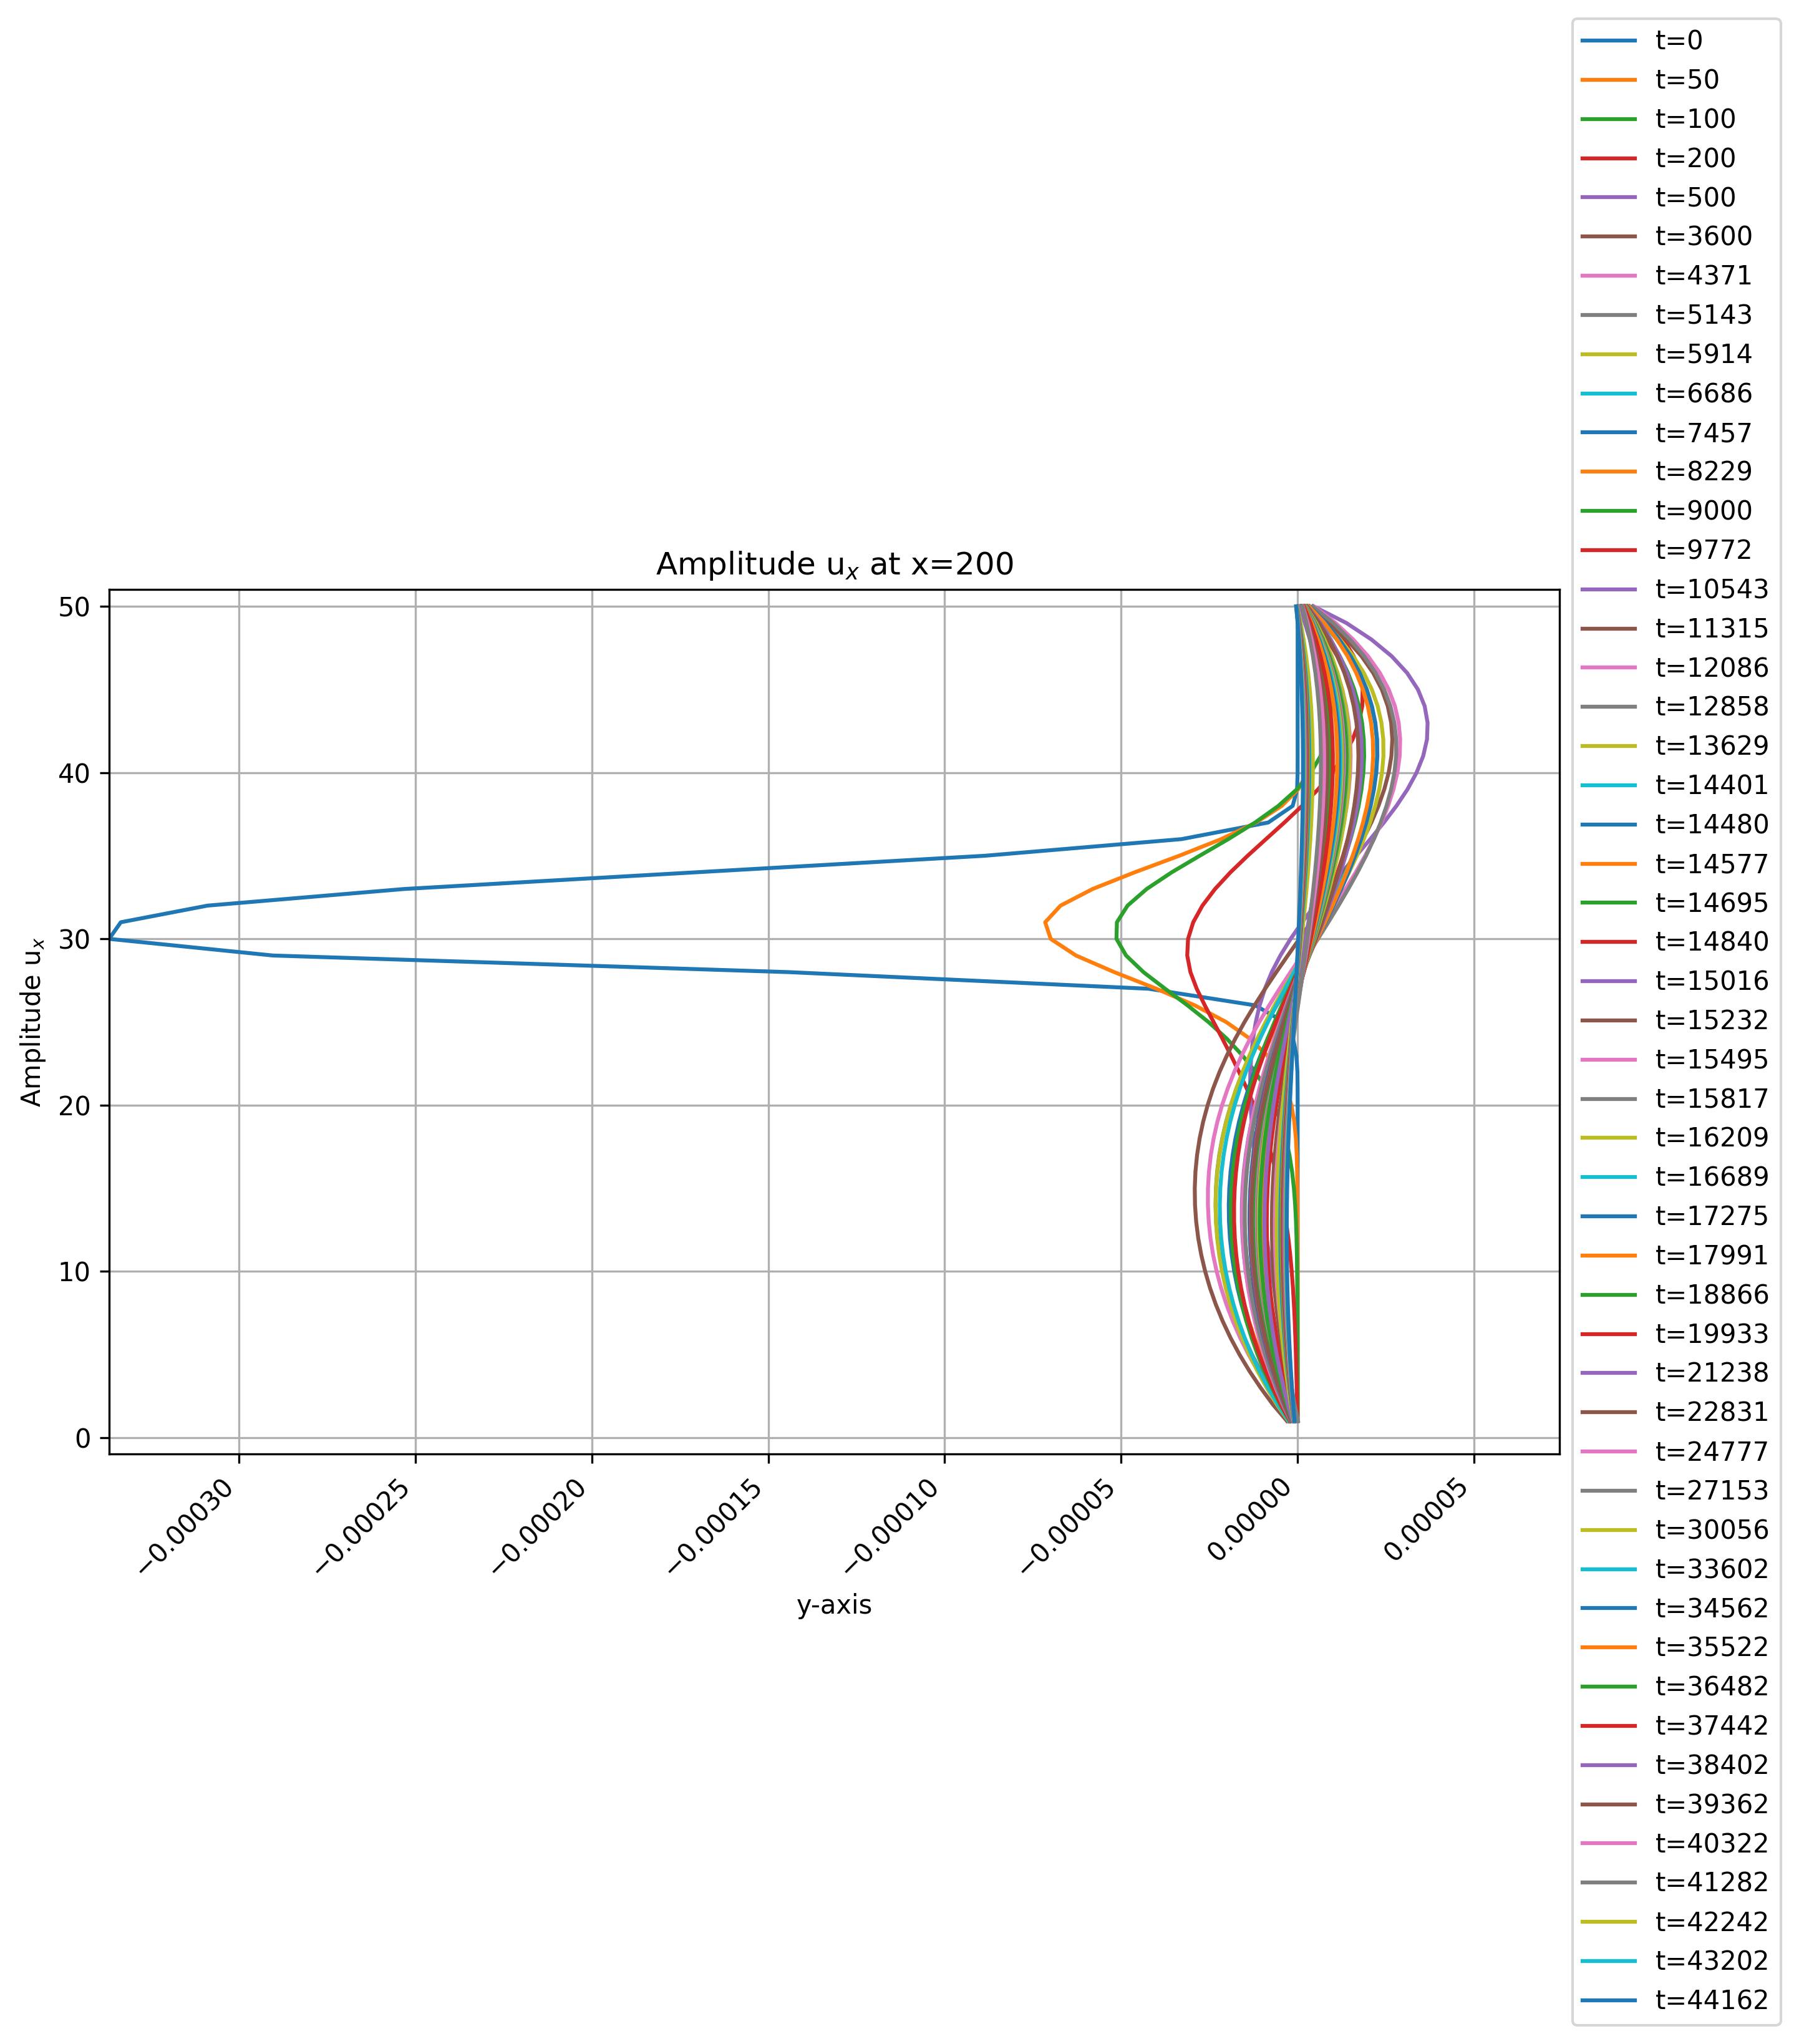 Amplitude uₓ at x=200
Amplitude uₓ
50
40
30
20
10
0
−0.00030
−0.00025
−0.00020
−0.00015
−0.00010
−0.00005
0.00000
0.00005
y-axis
t=0
t=50
t=100
t=200
t=500
t=3600
t=4371
t=5143
t=5914
t=6686
t=7457
t=8229
t=9000
t=9772
t=10543
t=11315
t=12086
t=12858
t=13629
t=14401
t=14480
t=14577
t=14695
t=14840
t=15016
t=15232
t=15495
t=15817
t=16209
t=16689
t=17275
t=17991
t=18866
t=19933
t=21238
t=22831
t=24777
t=27153
t=30056
t=33602
t=34562
t=35522
t=36482
t=37442
t=38402
t=39362
t=40322
t=41282
t=42242
t=43202
t=44162